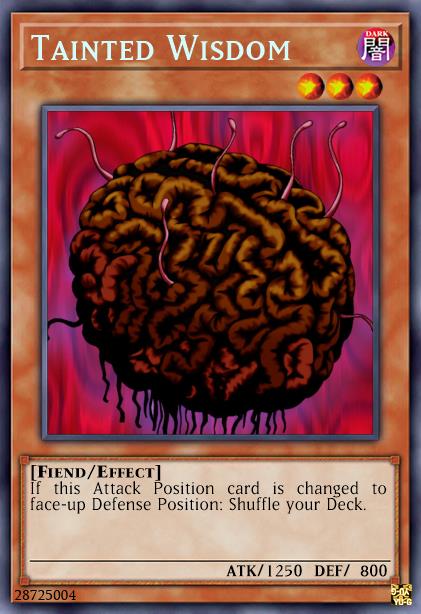 Tainted Wisdom
DARK
闇
[Fiend/Effect]
If this Attack Position card is changed to
face-up Defense Position: Shuffle your Deck.
ATK/1250 DEF/ 800
28725004